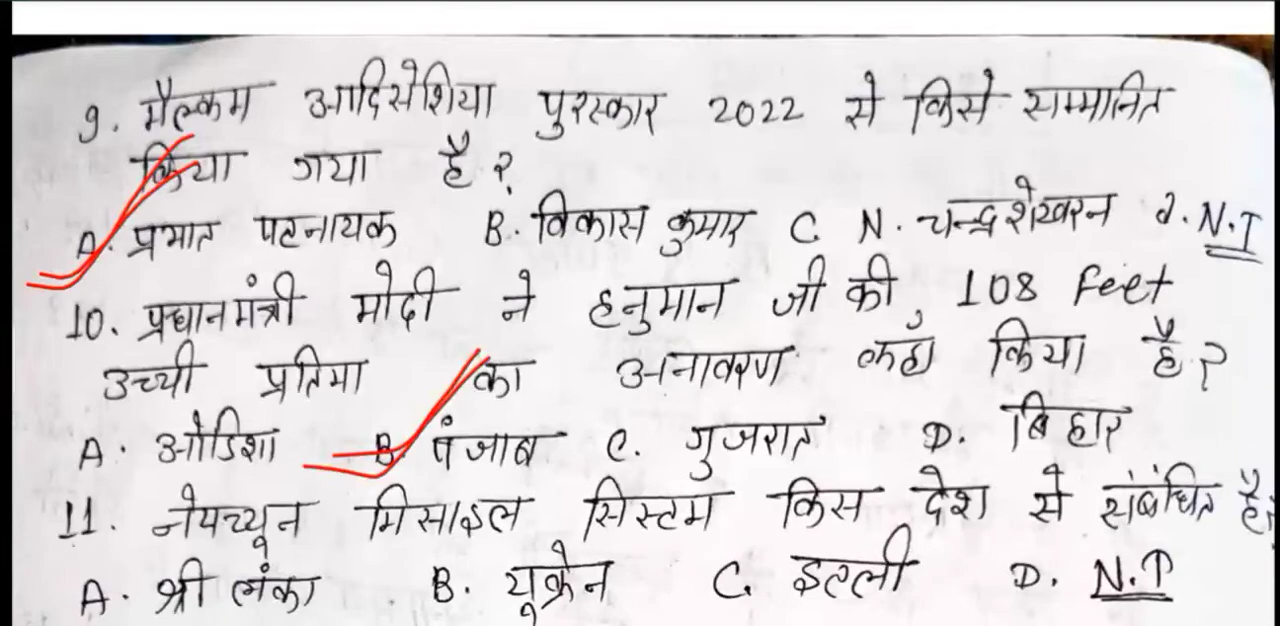 9. मैल्कम आदिसेशिया पुरस्कार 2022 से किसे सम्मानित
किया गया है?
A. प्रभात पटनायक B. विकास कुमार C N. चन्द्रशेखरन d. N.T
10. प्रधानमंत्री मोदी ने हनुमान जी की, 108 feet
उच्ची प्रतिमा का अनावरण कहाँ किया है?
A. ओडिशा B. पंजाब C. गुजरात D. बिहार
11. नेपच्यून मिसाइल सिस्टम किस देश से संबंधित है?
A. श्री लंका B. यूक्रेन C. इटली D. N.T